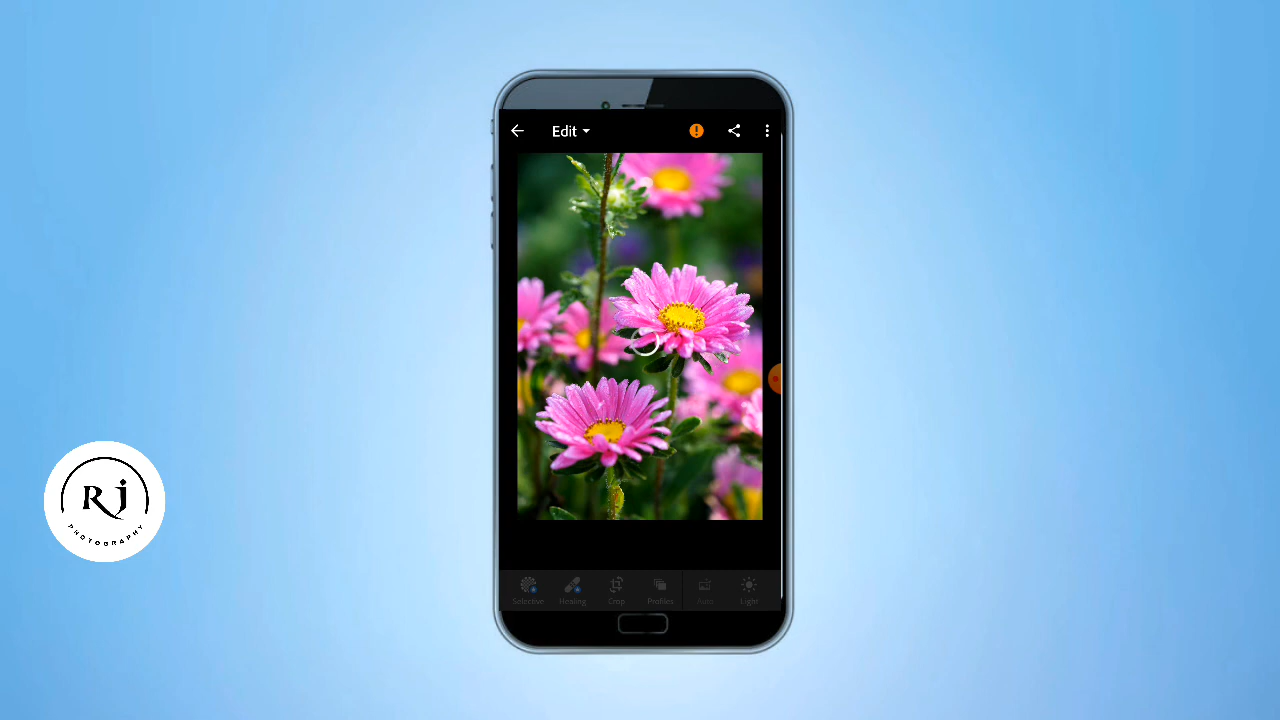 Edit
RJ
PHOTOGRAPHY
Selective
Healing
Crop
Profiles
Auto
Light